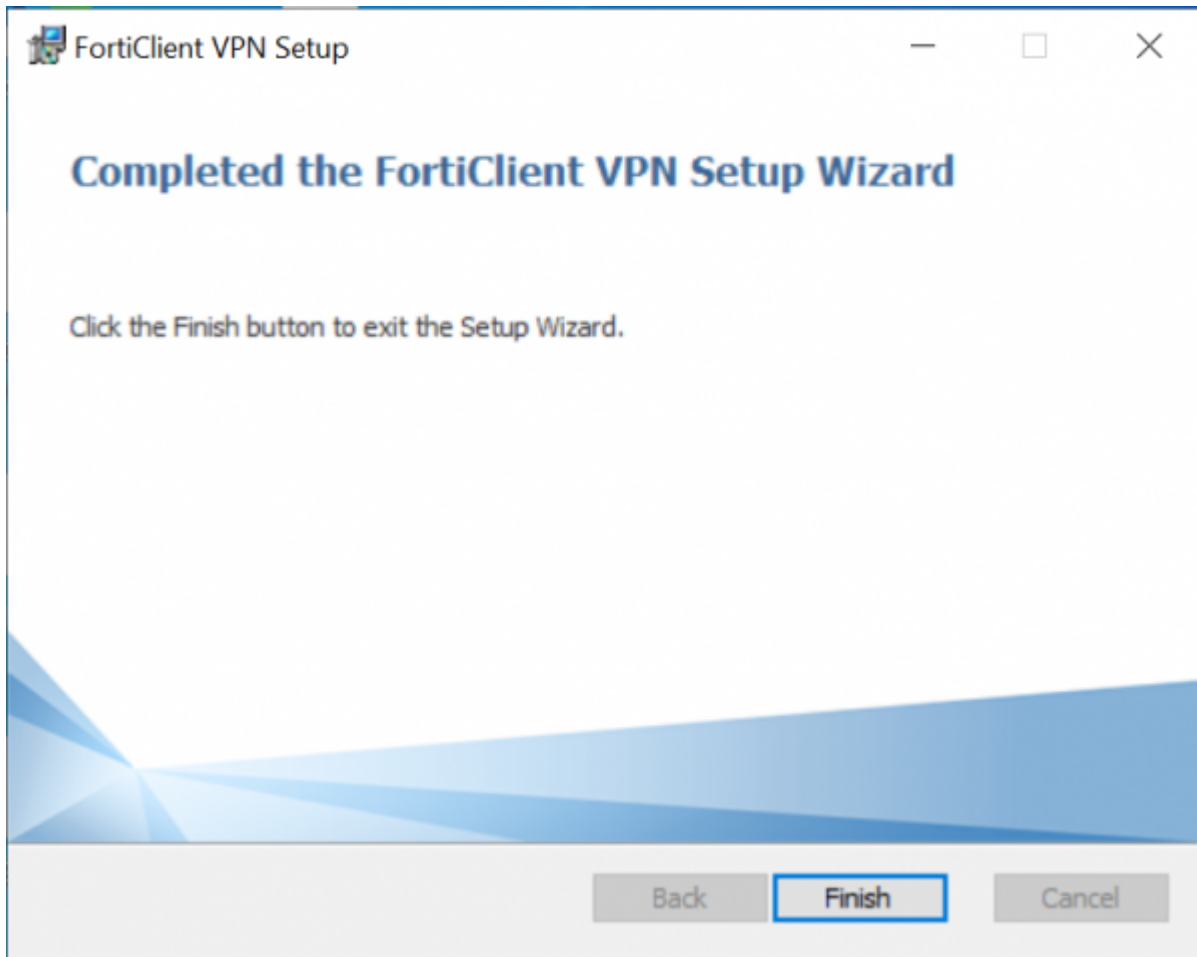 FortiClient VPN Setup
Completed the FortiClient VPN Setup Wizard
Click the Finish button to exit the Setup Wizard.
Back
Finish
Cancel